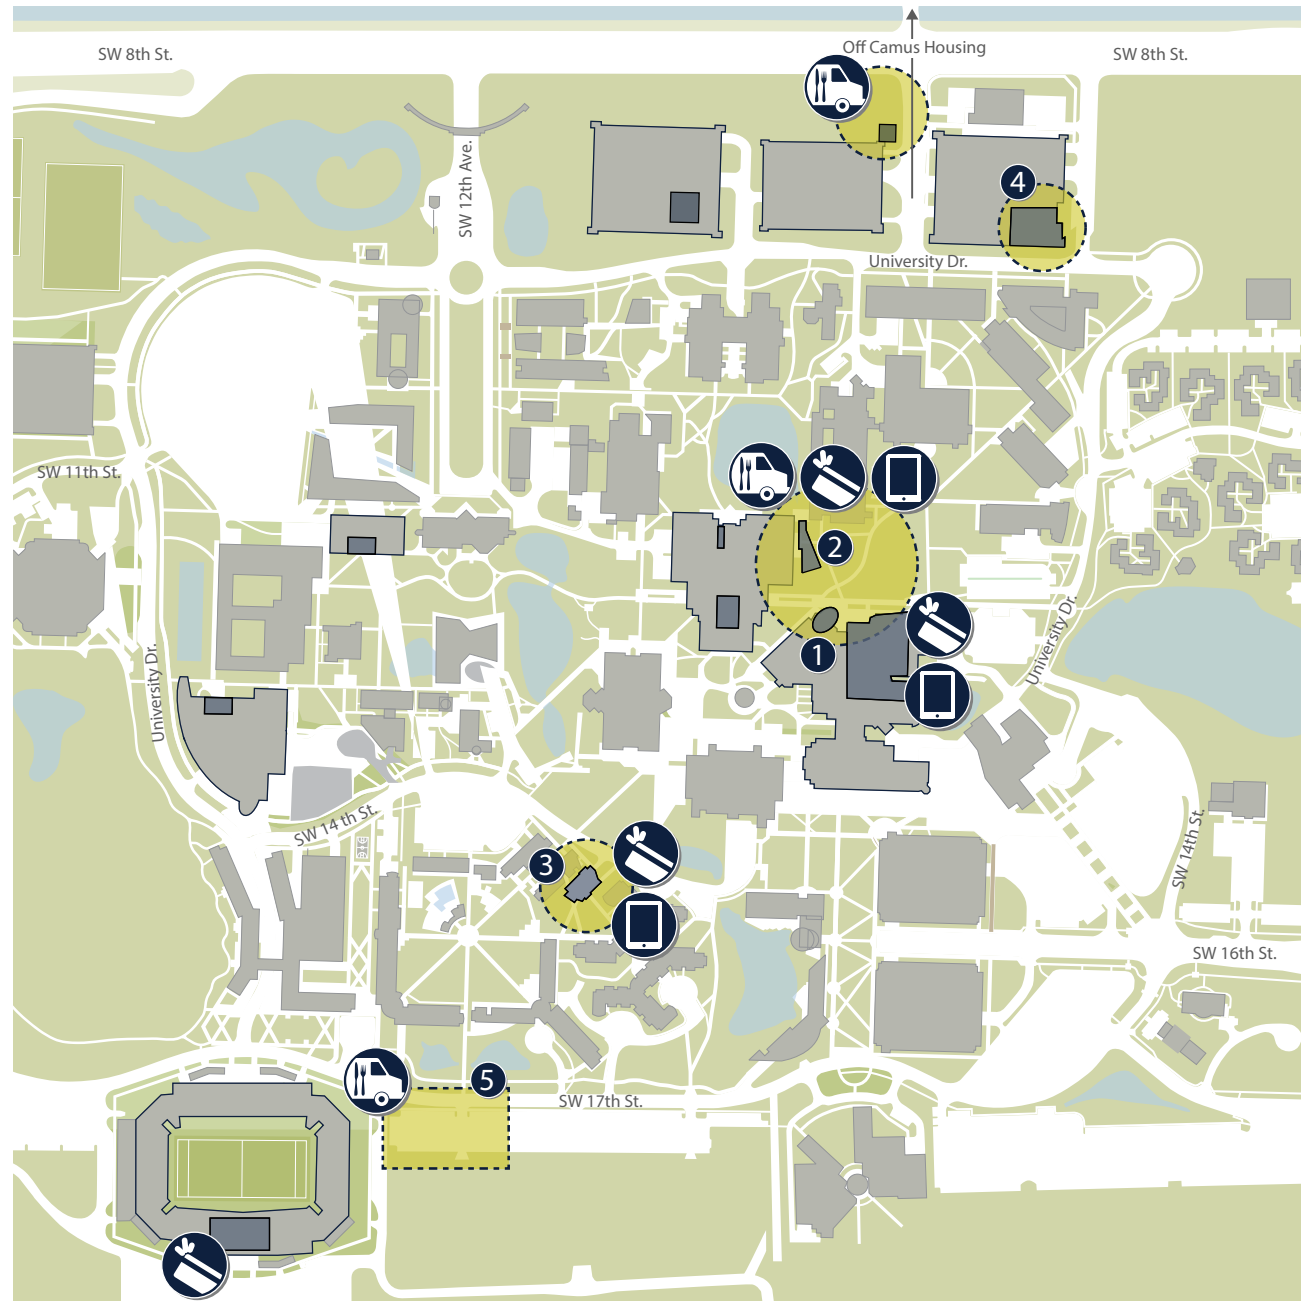 SW 8th St.
Off Camus Housing
SW 8th St.
SW 12th Ave.
4
University Dr.
SW 11th St.
2
University Dr.
1
University Dr.
SW 14 th St.
SW 14th St.
3
SW 16th St.
5
SW 17th St.